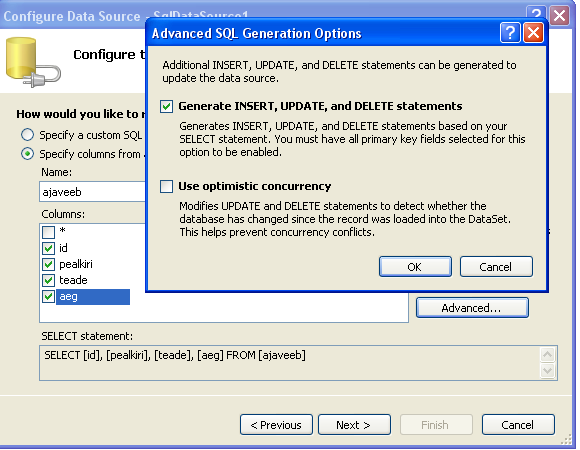 Configure Data Source - SqlDataSource1
Advanced SQL Generation Options
Configure t
Additional INSERT, UPDATE, and DELETE statements can be generated to
update the data source.
How would you like to r
Generate INSERT, UPDATE, and DELETE statements
Specify a custom SQL
Generates INSERT, UPDATE, and DELETE statements based on your
SELECT statement. You must have all primary key fields selected for this
option to be enabled.
Specify columns from
Name:
ajaveeb
Use optimistic concurrency
Modifies UPDATE and DELETE statements to detect whether the
database has changed since the record was loaded into the DataSet.
This helps prevent concurrency conflicts.
Columns:
*
id
pealkiri
teade
aeg
OK
Cancel
Advanced...
SELECT statement:
SELECT [id], [pealkiri], [teade], [aeg] FROM [ajaveeb]
< Previous
Next >
Finish
Cancel